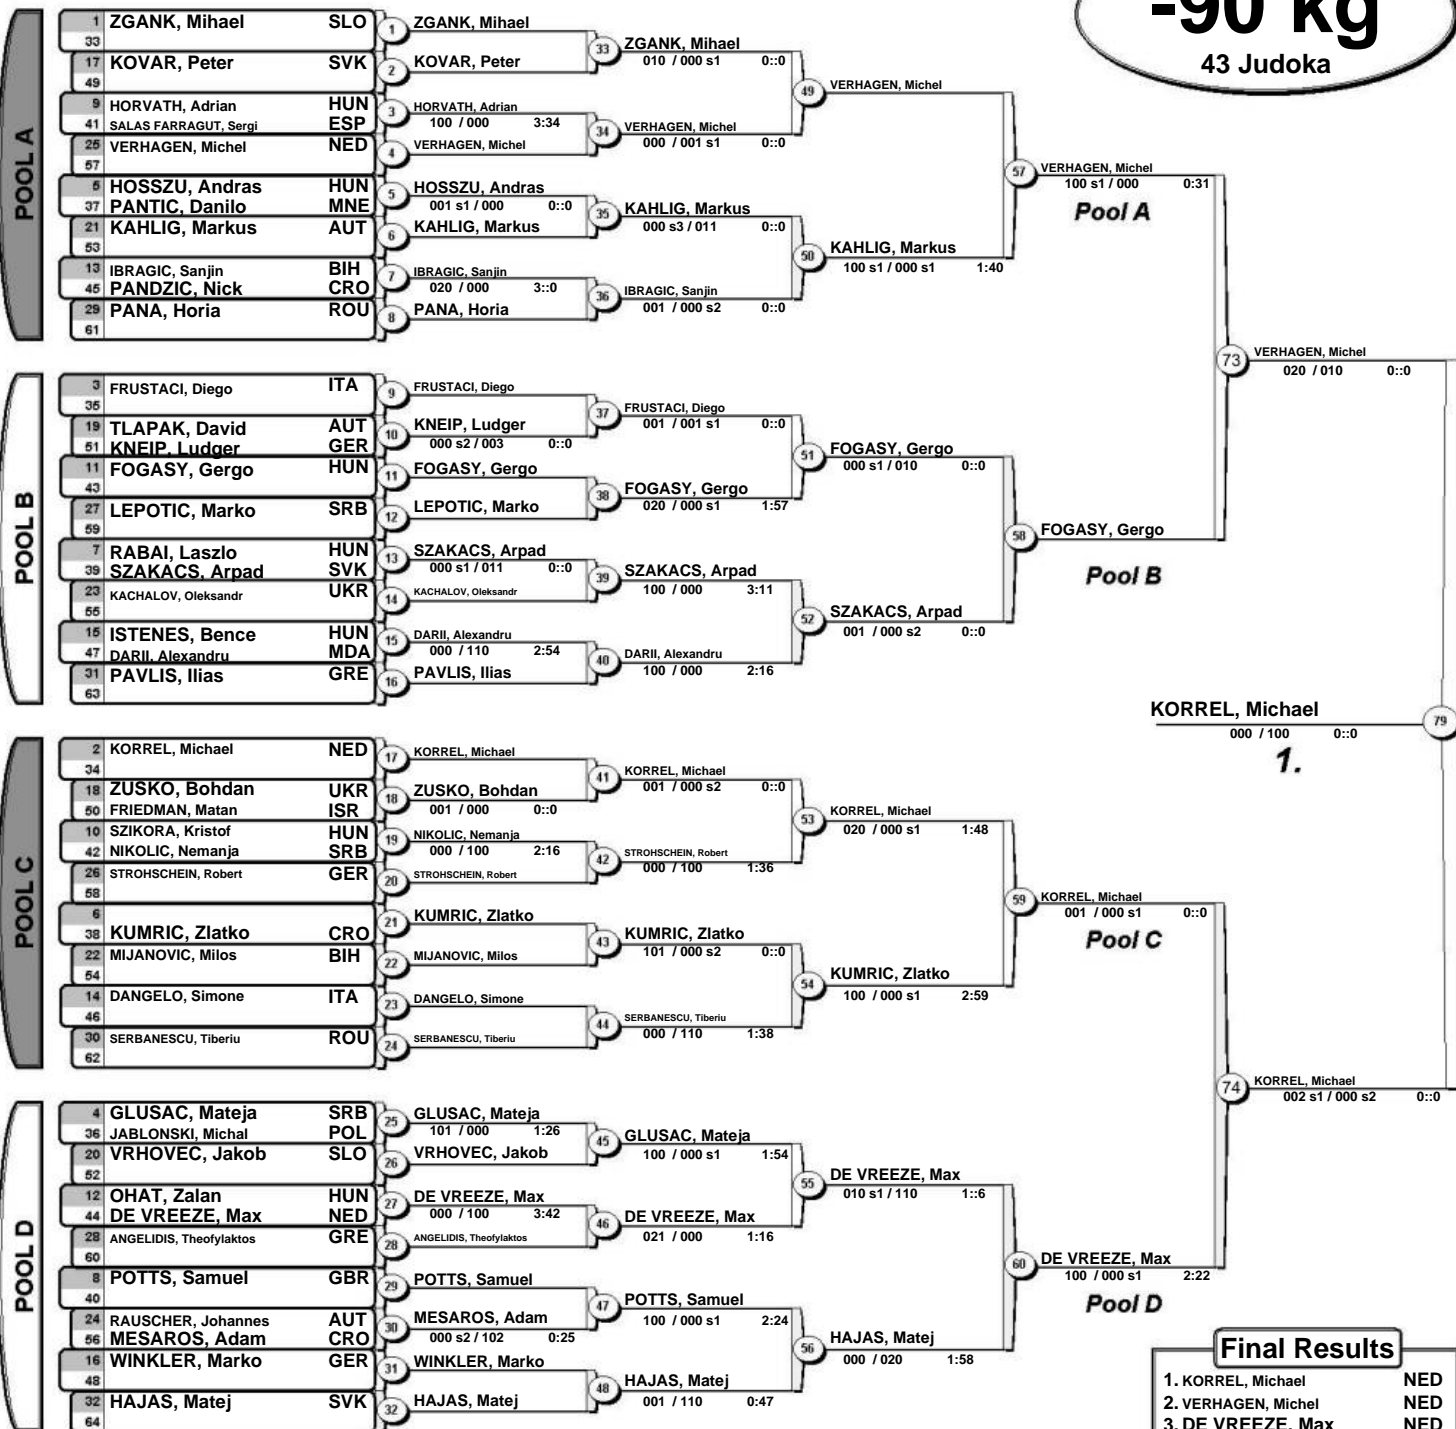 -90 kg
43 Judoka
POOL A
1 ZGANK, Mihael SLO
33
17 KOVAR, Peter SVK
49
9 HORVATH, Adrian HUN
41 SALAS FARRAGUT, Sergi ESP
25 VERHAGEN, Michel NED
57
5 HOSSZU, Andras HUN
37 PANTIC, Danilo MNE
21 KAHLIG, Markus AUT
53
13 IBRAGIC, Sanjin BIH
45 PANDZIC, Nick CRO
29 PANA, Horia ROU
61
1 ZGANK, Mihael
2 KOVAR, Peter
3 HORVATH, Adrian
100 / 000 3:34
4 VERHAGEN, Michel
5 HOSSZU, Andras
001 s1 / 000 0::0
6 KAHLIG, Markus
7 IBRAGIC, Sanjin
020 / 000 3::0
8 PANA, Horia
33 ZGANK, Mihael
010 / 000 s1 0::0
34 VERHAGEN, Michel
000 / 001 s1 0::0
35 KAHLIG, Markus
000 s3 / 011 0::0
36 IBRAGIC, Sanjin
001 / 000 s2 0::0
49 VERHAGEN, Michel
50 KAHLIG, Markus
100 s1 / 000 s1 1:40
57 VERHAGEN, Michel
100 s1 / 000 0:31
Pool A
POOL B
3 FRUSTACI, Diego ITA
35
19 TLAPAK, David AUT
51 KNEIP, Ludger GER
11 FOGASY, Gergo HUN
43
27 LEPOTIC, Marko SRB
59
7 RABAI, Laszlo HUN
39 SZAKACS, Arpad SVK
23 KACHALOV, Oleksandr UKR
55
15 ISTENES, Bence HUN
47 DARII, Alexandru MDA
31 PAVLIS, Ilias GRE
63
9 FRUSTACI, Diego
10 KNEIP, Ludger
000 s2 / 003 0::0
11 FOGASY, Gergo
12 LEPOTIC, Marko
13 SZAKACS, Arpad
000 s1 / 011 0::0
14 KACHALOV, Oleksandr
15 DARII, Alexandru
000 / 110 2:54
16 PAVLIS, Ilias
37 FRUSTACI, Diego
001 / 001 s1 0::0
38 FOGASY, Gergo
020 / 000 s1 1:57
39 SZAKACS, Arpad
100 / 000 3:11
40 DARII, Alexandru
100 / 000 2:16
51 FOGASY, Gergo
000 s1 / 010 0::0
52 SZAKACS, Arpad
001 / 000 s2 0::0
58 FOGASY, Gergo
Pool B
73 VERHAGEN, Michel
020 / 010 0::0
KORREL, Michael 79
000 / 100 0::0
1.
POOL C
2 KORREL, Michael NED
34
18 ZUSKO, Bohdan UKR
50 FRIEDMAN, Matan ISR
10 SZIKORA, Kristof HUN
42 NIKOLIC, Nemanja SRB
26 STROHSCHEIN, Robert GER
58
6
38 KUMRIC, Zlatko CRO
22 MIJANOVIC, Milos BIH
54
14 DANGELO, Simone ITA
46
30 SERBANESCU, Tiberiu ROU
62
17 KORREL, Michael
18 ZUSKO, Bohdan
001 / 000 0::0
19 NIKOLIC, Nemanja
000 / 100 2:16
20 STROHSCHEIN, Robert
21 KUMRIC, Zlatko
22 MIJANOVIC, Milos
23 DANGELO, Simone
24 SERBANESCU, Tiberiu
41 KORREL, Michael
001 / 000 s2 0::0
42 STROHSCHEIN, Robert
000 / 100 1:36
43 KUMRIC, Zlatko
101 / 000 s2 0::0
44 SERBANESCU, Tiberiu
000 / 110 1:38
53 KORREL, Michael
020 / 000 s1 1:48
54 KUMRIC, Zlatko
100 / 000 s1 2:59
59 KORREL, Michael
001 / 000 s1 0::0
Pool C
POOL D
4 GLUSAC, Mateja SRB
36 JABLONSKI, Michal POL
20 VRHOVEC, Jakob SLO
52
12 OHAT, Zalan HUN
44 DE VREEZE, Max NED
28 ANGELIDIS, Theofylaktos GRE
60
8 POTTS, Samuel GBR
40
24 RAUSCHER, Johannes AUT
56 MESAROS, Adam CRO
16 WINKLER, Marko GER
48
32 HAJAS, Matej SVK
64
25 GLUSAC, Mateja
101 / 000 1:26
26 VRHOVEC, Jakob
27 DE VREEZE, Max
000 / 100 3:42
28 ANGELIDIS, Theofylaktos
29 POTTS, Samuel
30 MESAROS, Adam
000 s2 / 102 0:25
31 WINKLER, Marko
32 HAJAS, Matej
45 GLUSAC, Mateja
100 / 000 s1 1:54
46 DE VREEZE, Max
021 / 000 1:16
47 POTTS, Samuel
100 / 000 s1 2:24
48 HAJAS, Matej
001 / 110 0:47
55 DE VREEZE, Max
010 s1 / 110 1::6
56 HAJAS, Matej
000 / 020 1:58
60 DE VREEZE, Max
100 / 000 s1 2:22
Pool D
74 KORREL, Michael
002 s1 / 000 s2 0::0
Final Results
1. KORREL, Michael NED
2. VERHAGEN, Michel NED
3. DE VREEZE, Max NED